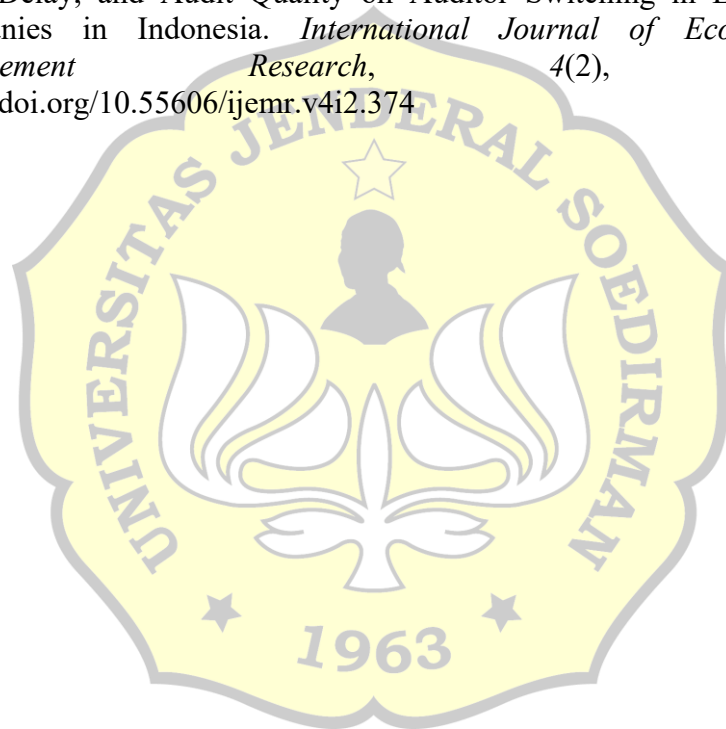 Delay, and Audit Quality on Auditor Switching in
anies in Indonesia. International Journal of Eco
ement Research, 4(2),
doi.org/10.55606/ijemr.v4i2.374
UNIVERSITAS JENDERAL SOEDIRMAN
1963